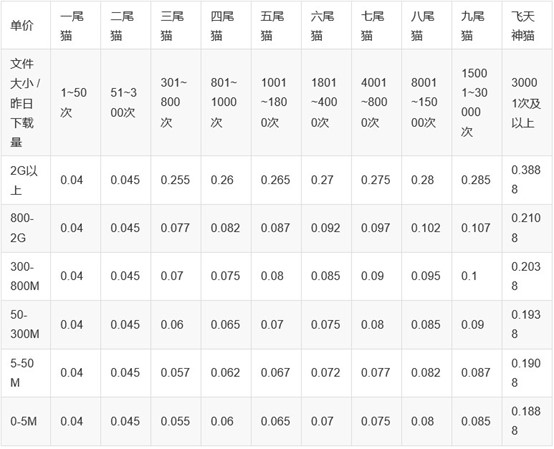 单价 一尾猫 二尾猫 三尾猫 四尾猫 五尾猫 六尾猫 七尾猫 八尾猫 九尾猫 飞天神猫
文件大小 / 昨日下载量 1~50次 51~300次 301~800次 801~1000次 1001~1800次 1801~4000次 4001~8000次 8001~15000次 15001~30000次 30001次及以上
2G以上 0.04 0.045 0.255 0.26 0.265 0.27 0.275 0.28 0.285 0.3888
800-2G 0.04 0.045 0.077 0.082 0.087 0.092 0.097 0.102 0.107 0.2108
300-800M 0.04 0.045 0.07 0.075 0.08 0.085 0.09 0.095 0.1 0.2038
50-300M 0.04 0.045 0.06 0.065 0.07 0.075 0.08 0.085 0.09 0.1938
5-50M 0.04 0.045 0.057 0.062 0.067 0.072 0.077 0.082 0.087 0.1908
0-5M 0.04 0.045 0.055 0.06 0.065 0.07 0.075 0.08 0.085 0.1888